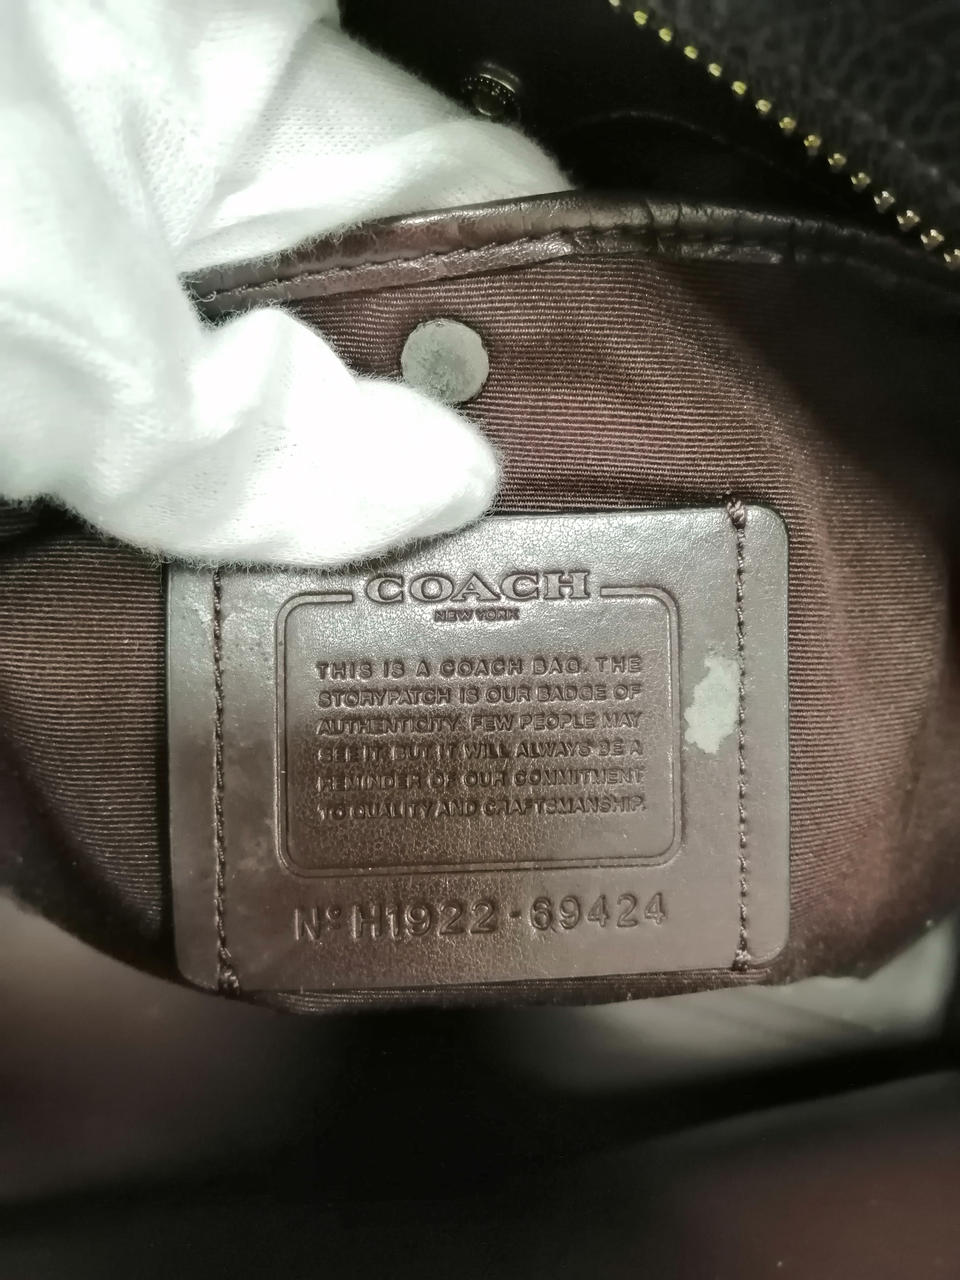 COACH
NEW YORK
THIS IS A COACH BAG. THE
STORYPATCH IS OUR BADGE OF
AUTHENTICITY. FEW PEOPLE MAY
SEE IT, BUT IT WILL ALWAYS BE A
REMINDER OF OUR COMMITMENT
TO QUALITY AND CRAFTSMANSHIP.
Nº H1922-69424